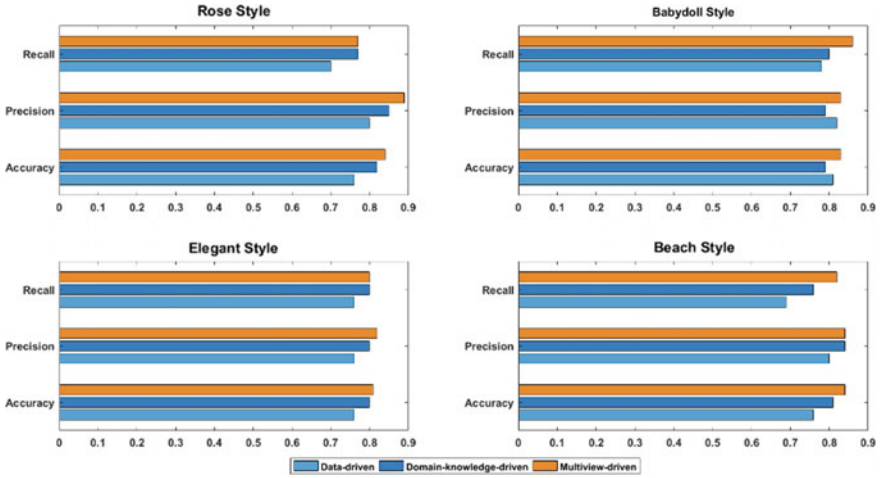 Rose Style
Recall
Precision
Accuracy
0 0.1 0.2 0.3 0.4 0.5 0.6 0.7 0.8 0.9
Babydoll Style
Recall
Precision
Accuracy
0 0.1 0.2 0.3 0.4 0.5 0.6 0.7 0.8 0.9
Elegant Style
Recall
Precision
Accuracy
0 0.1 0.2 0.3 0.4 0.5 0.6 0.7 0.8 0.9
Beach Style
Recall
Precision
Accuracy
0 0.1 0.2 0.3 0.4 0.5 0.6 0.7 0.8 0.9
Data-driven Domain-knowledge-driven Multiview-driven